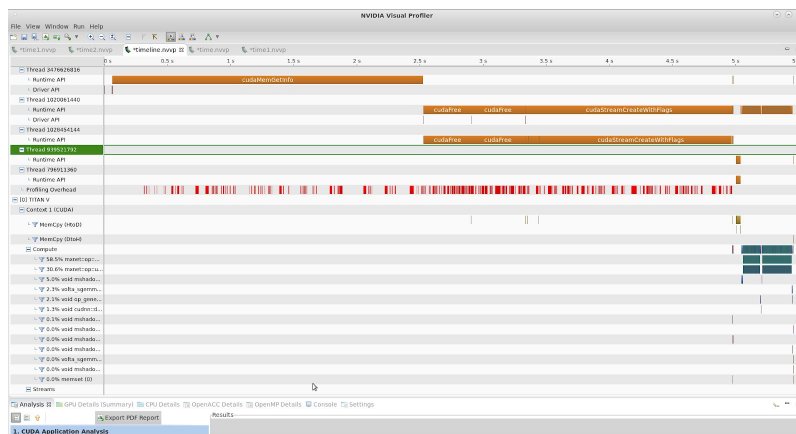 NVIDIA Visual Profiler
File View Window Run Help
*time1.nvvp *time2.nvvp *timeline.nvvp *time.nvvp *time1.nvvp
0 s 0.5 s 1 s 1.5 s 2 s 2.5 s 3 s 3.5 s 4 s 4.5 s 5 s
Thread 3476626816
Runtime API cudaMemGetInfo
Driver API
Thread 1020061440
Runtime API cudaFree cudaFree cudaStreamCreateWithFlags
Driver API
Thread 1028454144
Runtime API cudaFree cudaFree cudaStreamCreateWithFlags
Thread 939521792
Runtime API
Thread 796911360
Runtime API
Profiling Overhead
[0] TITAN V
Context 1 (CUDA)
MemCpy (HtoD)
MemCpy (DtoH)
Compute
58.5% mxnet::op::...
30.6% mxnet::op::u...
5.0% void mshado...
2.3% volta_sgemm...
2.1% void op_gene...
1.3% void cudnn::d...
0.1% void mshado...
0.0% void mshado...
0.0% void mshado...
0.0% void mshado...
0.0% volta_sgemm...
0.0% void mshado...
0.0% memset (0)
Streams
Analysis GPU Details (Summary) CPU Details OpenACC Details OpenMP Details Console Settings
Export PDF Report Results
1. CUDA Application Analysis